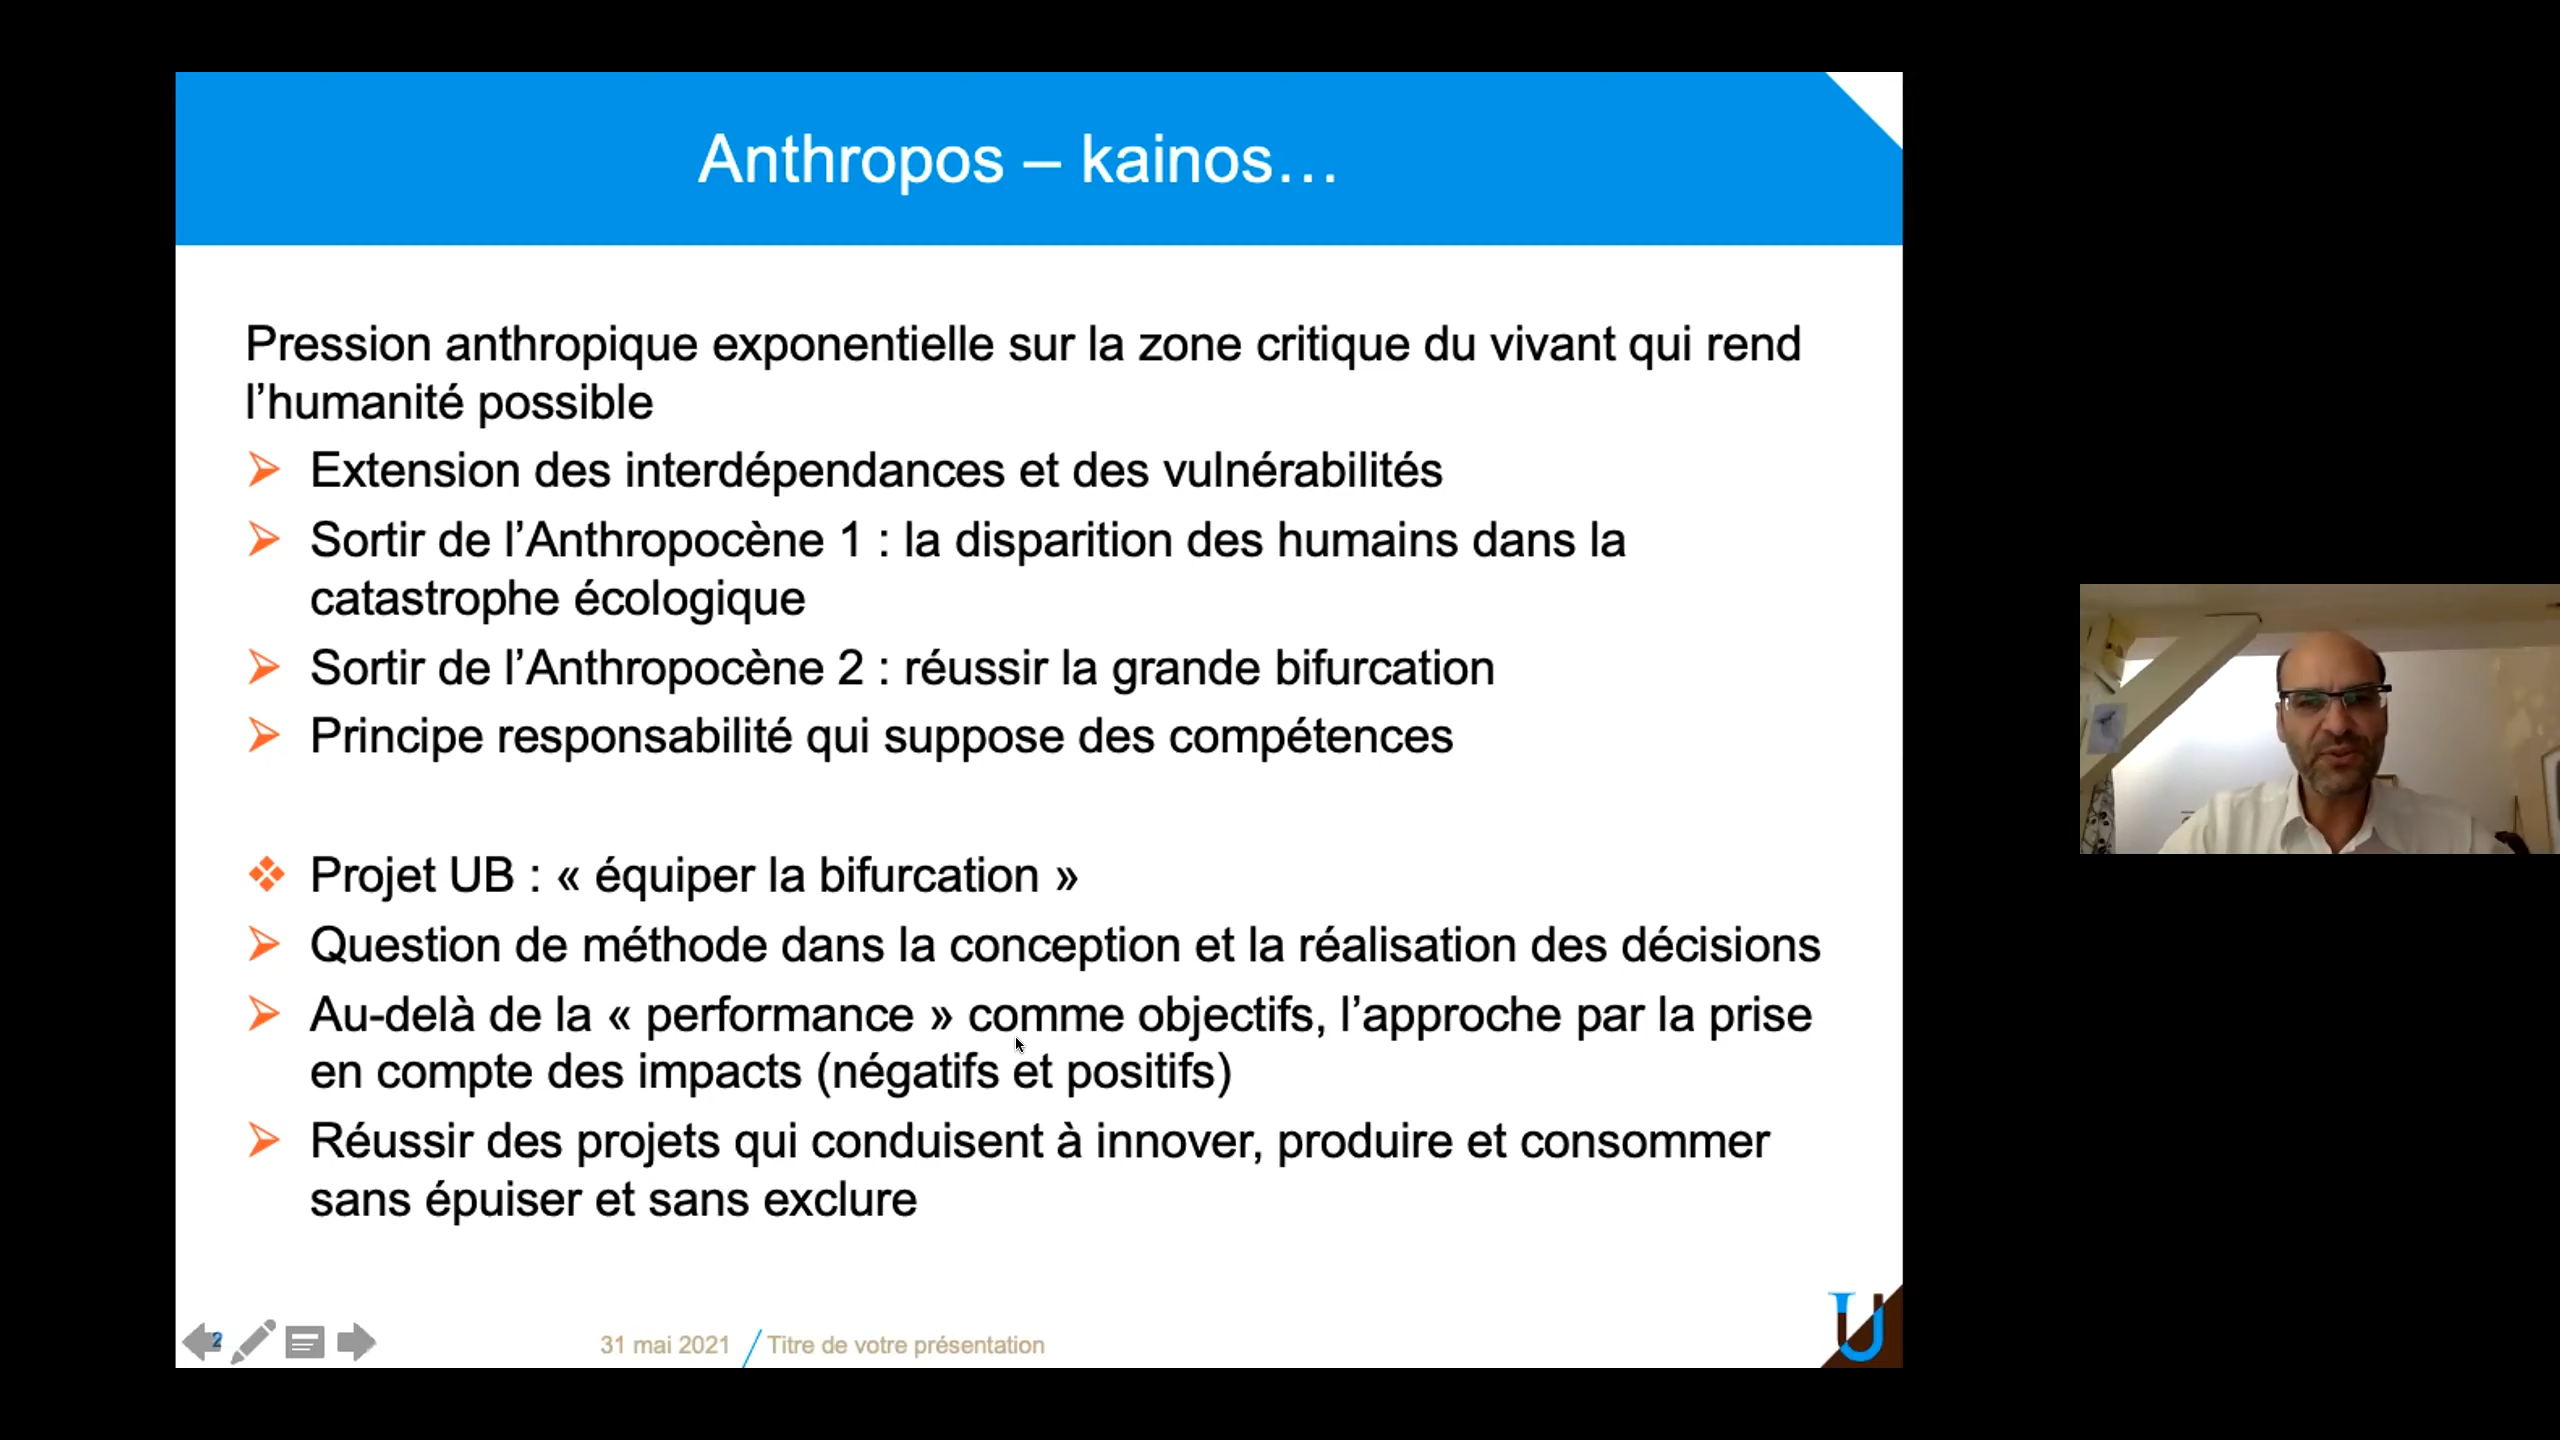 Anthropos – kainos…
Pression anthropique exponentielle sur la zone critique du vivant qui rend
l’humanité possible
Extension des interdépendances et des vulnérabilités
Sortir de l’Anthropocène 1 : la disparition des humains dans la
catastrophe écologique
Sortir de l’Anthropocène 2 : réussir la grande bifurcation
Principe responsabilité qui suppose des compétences
Projet UB : « équiper la bifurcation »
Question de méthode dans la conception et la réalisation des décisions
Au-delà de la « performance » comme objectifs, l’approche par la prise
en compte des impacts (négatifs et positifs)
Réussir des projets qui conduisent à innover, produire et consommer
sans épuiser et sans exclure
2
31 mai 2021 / Titre de votre présentation
U